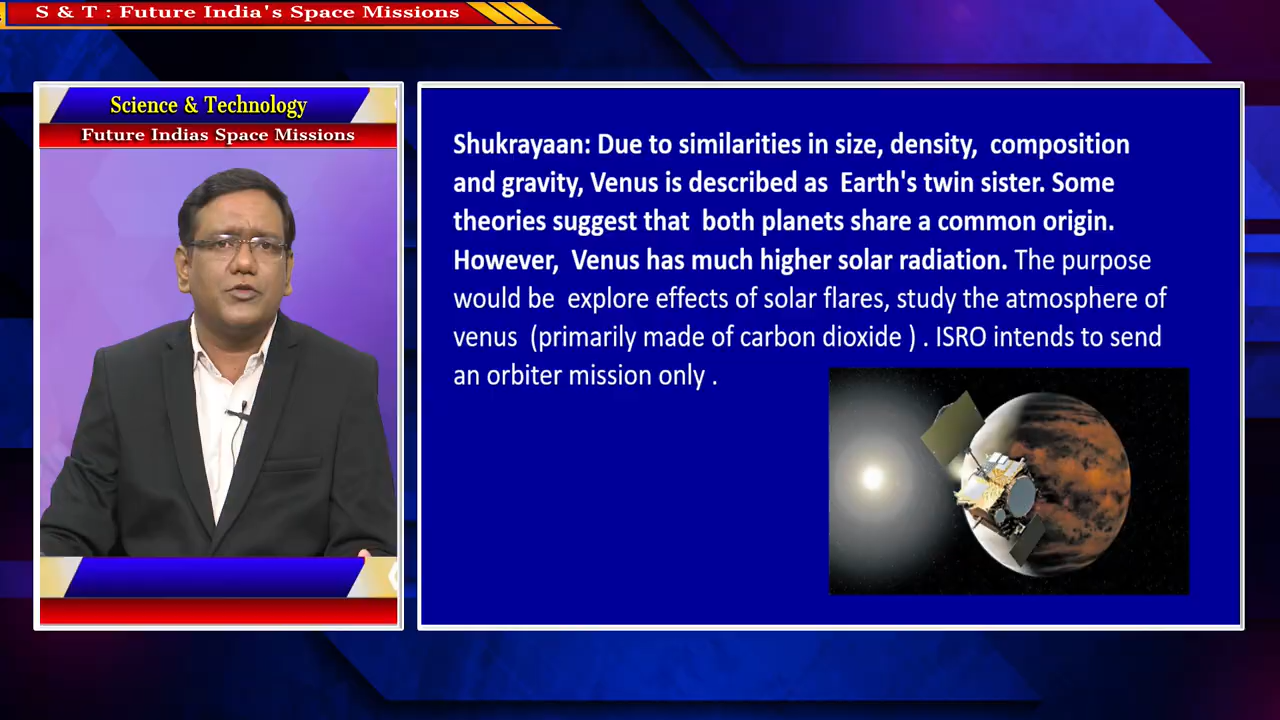 S & T : Future India's Space Missions
Science & Technology
Future Indias Space Missions
Shukrayaan: Due to similarities in size, density, composition
and gravity, Venus is described as Earth's twin sister. Some
theories suggest that both planets share a common origin.
However, Venus has much higher solar radiation. The purpose
would be explore effects of solar flares, study the atmosphere of
venus (primarily made of carbon dioxide ) . ISRO intends to send
an orbiter mission only .